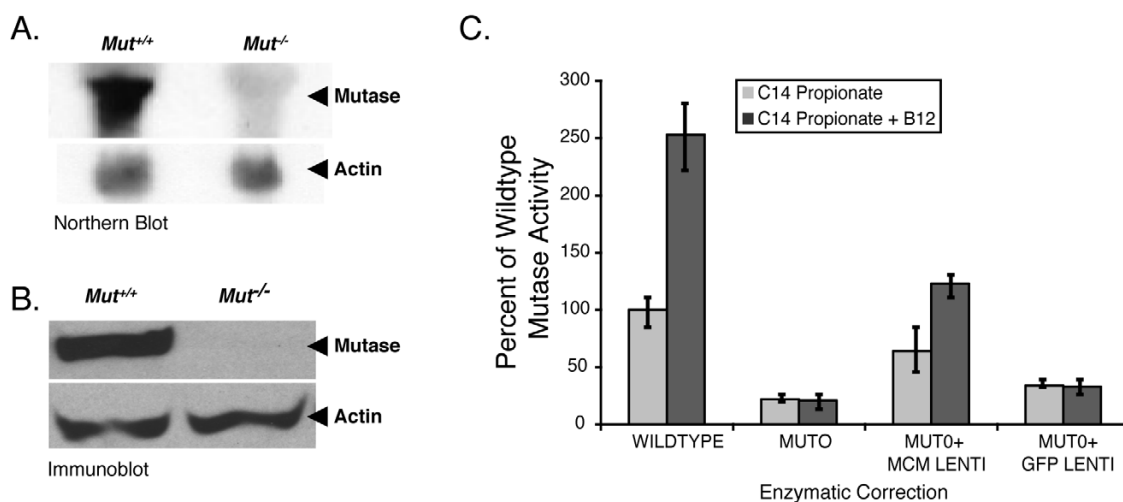 A.
Mut+/+ Mut-/-
Mutase
Actin
Northern Blot
B.
Mut+/+ Mut-/-
Mutase
Actin
Immunoblot
C.
Percent of Wildtype
Mutase Activity
300
250
200
150
100
50
0
C14 Propionate
C14 Propionate + B12
WILDTYPE MUTO MUT0+ MUT0+
MCM LENTI GFP LENTI
Enzymatic Correction